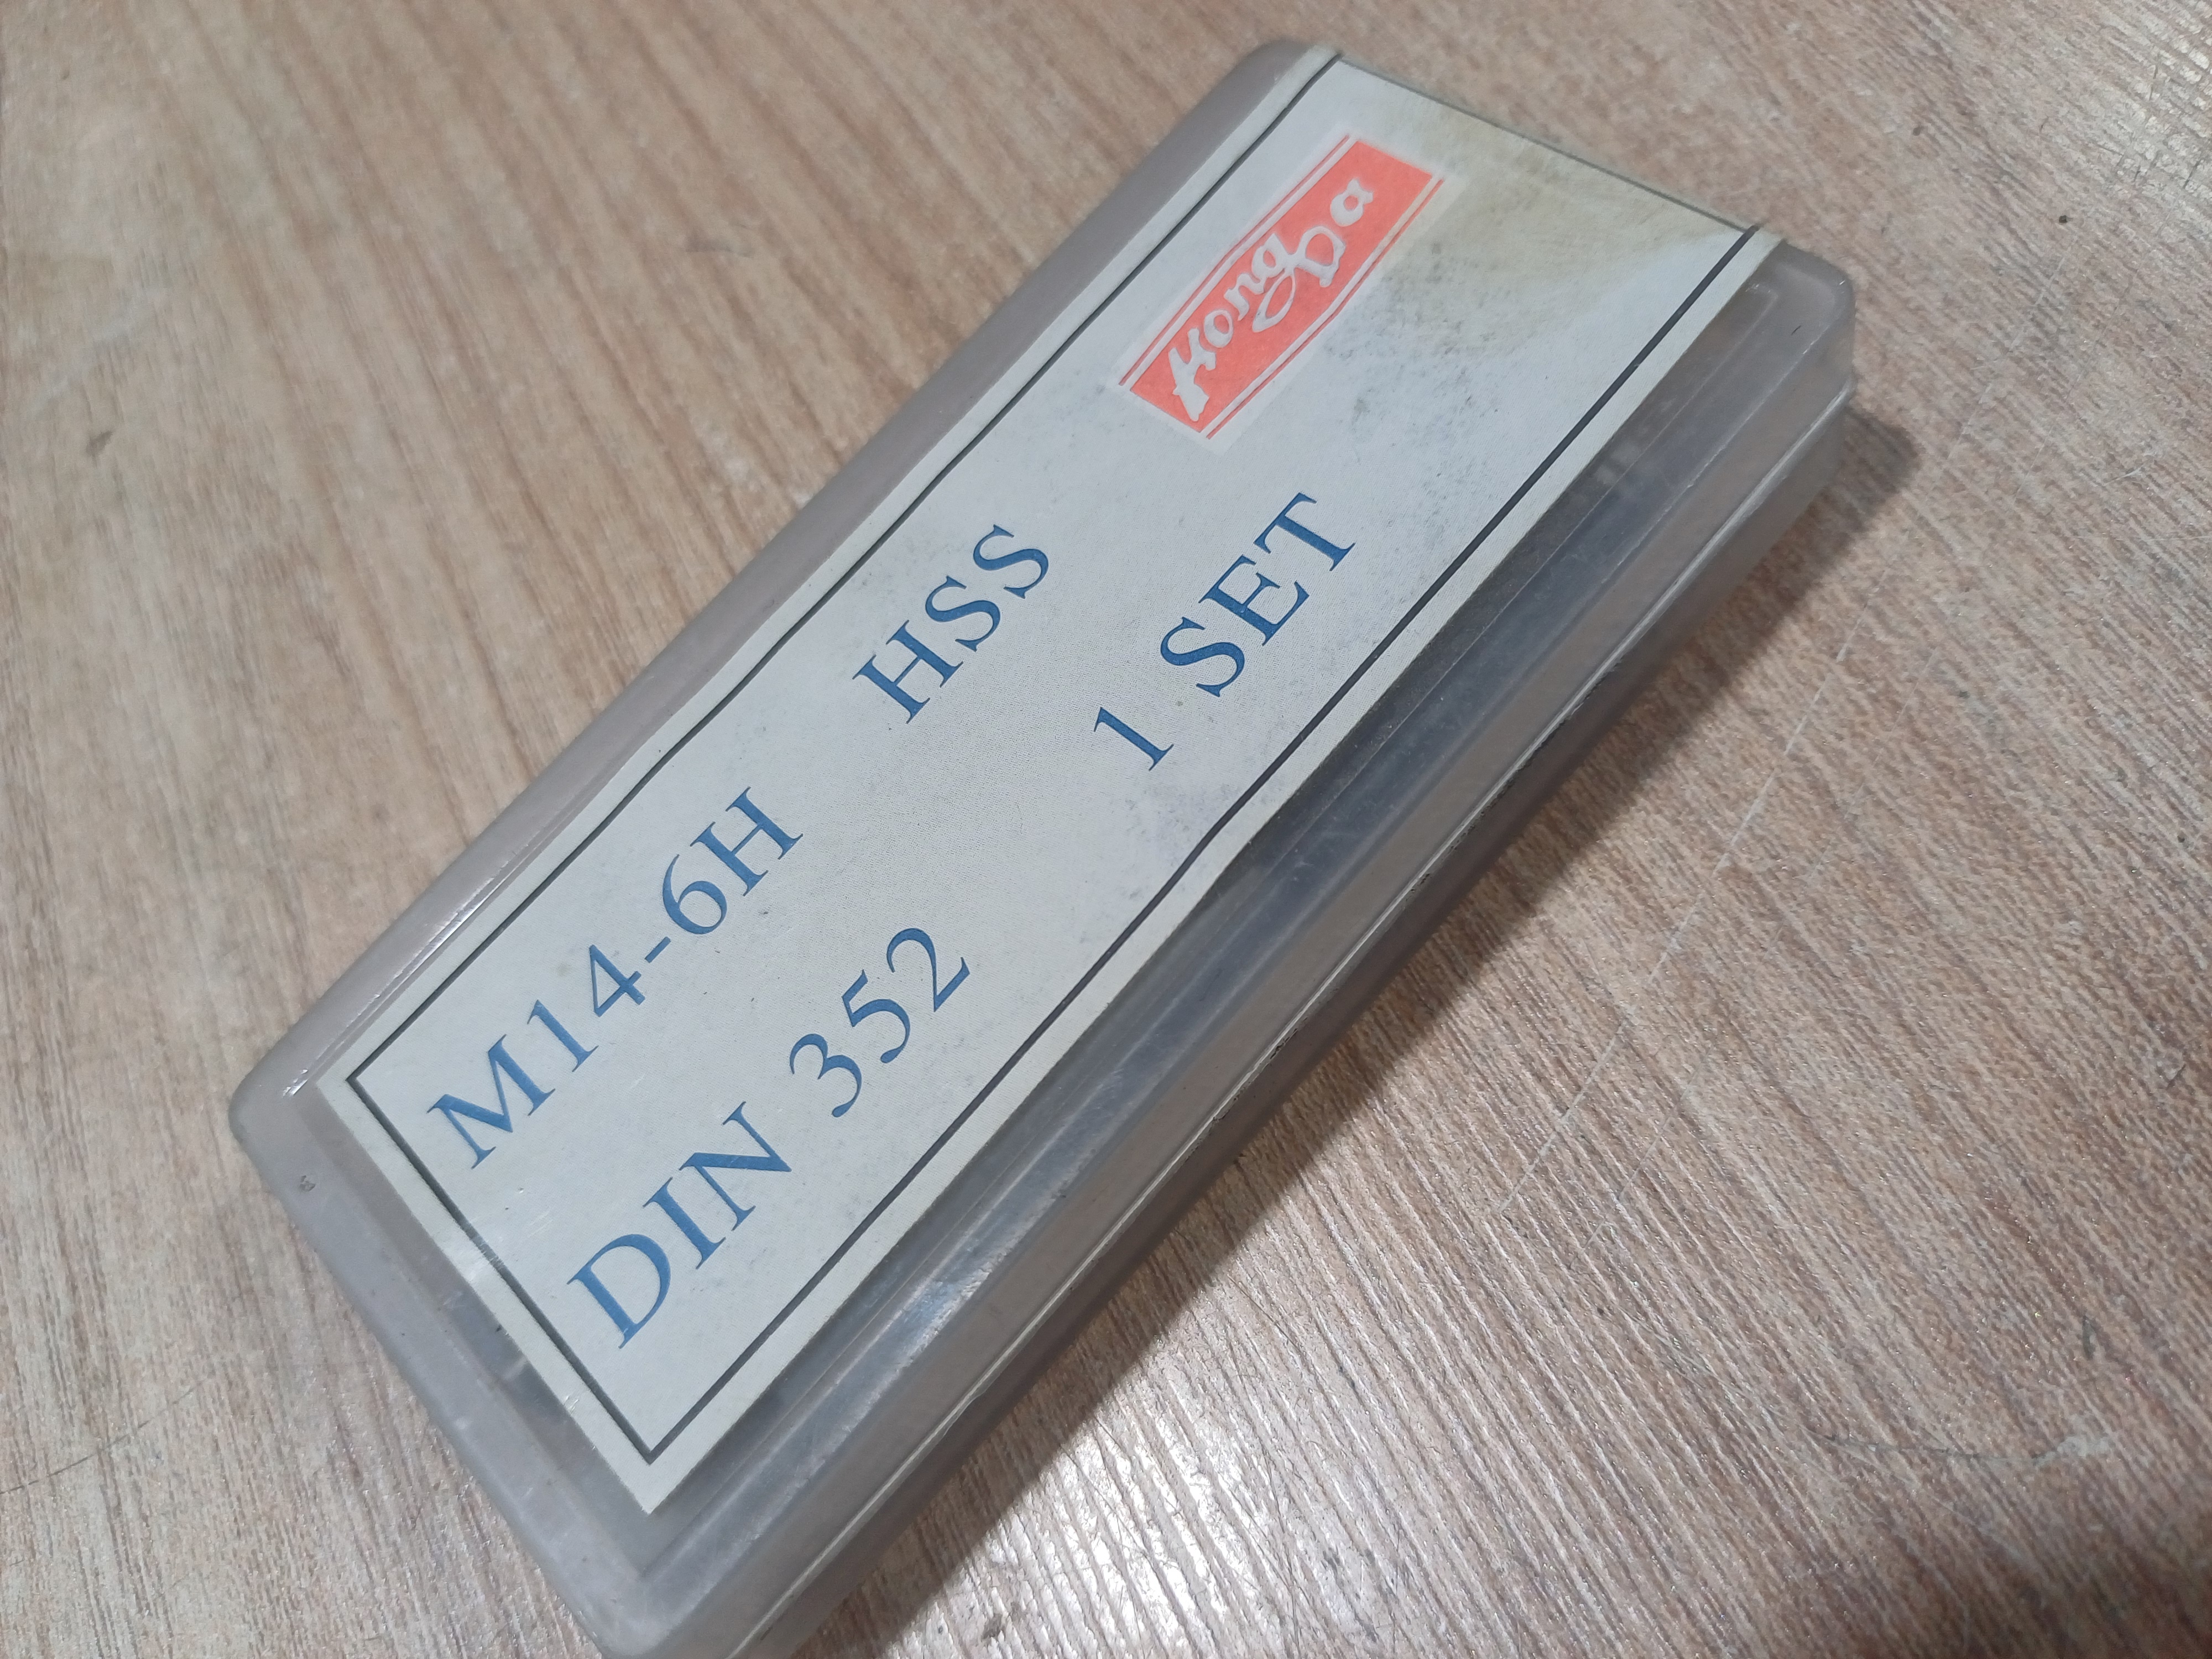 M14-6H HSS
DIN 352 1 SET
Hong Da